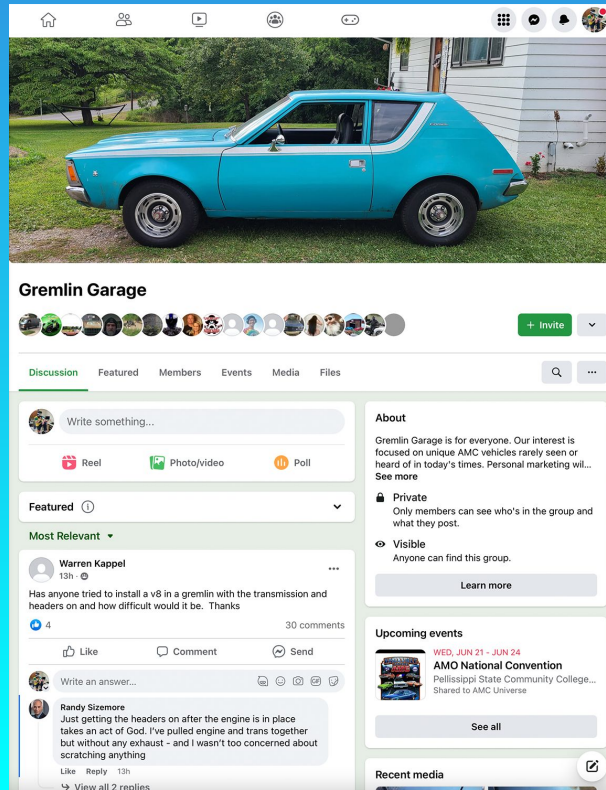 Gremlin Garage
+ Invite
Discussion Featured Members Events Media Files
Write something...
Reel
Photo/video
Poll
Featured
Most Relevant
Warren Kappel
13h ·
Has anyone tried to install a v8 in a gremlin with the transmission and
headers on and how difficult would it be. Thanks
4
30 comments
Like
Comment
Send
Write an answer...
GIF
Randy Sizemore
Just getting the headers on after the engine is in place
takes an act of God. I've pulled engine and trans together
but without any exhaust - and I wasn't too concerned about
scratching anything
Like Reply 13h
View all 2 replies
About
Gremlin Garage is for everyone. Our interest is
focused on unique AMC vehicles rarely seen or
heard of in today's times. Personal marketing wil...
See more
Private
Only members can see who's in the group and
what they post.
Visible
Anyone can find this group.
Learn more
Upcoming events
WED, JUN 21 - JUN 24
AMO National Convention
Pellissippi State Community College...
Shared to AMC Universe
See all
Recent media